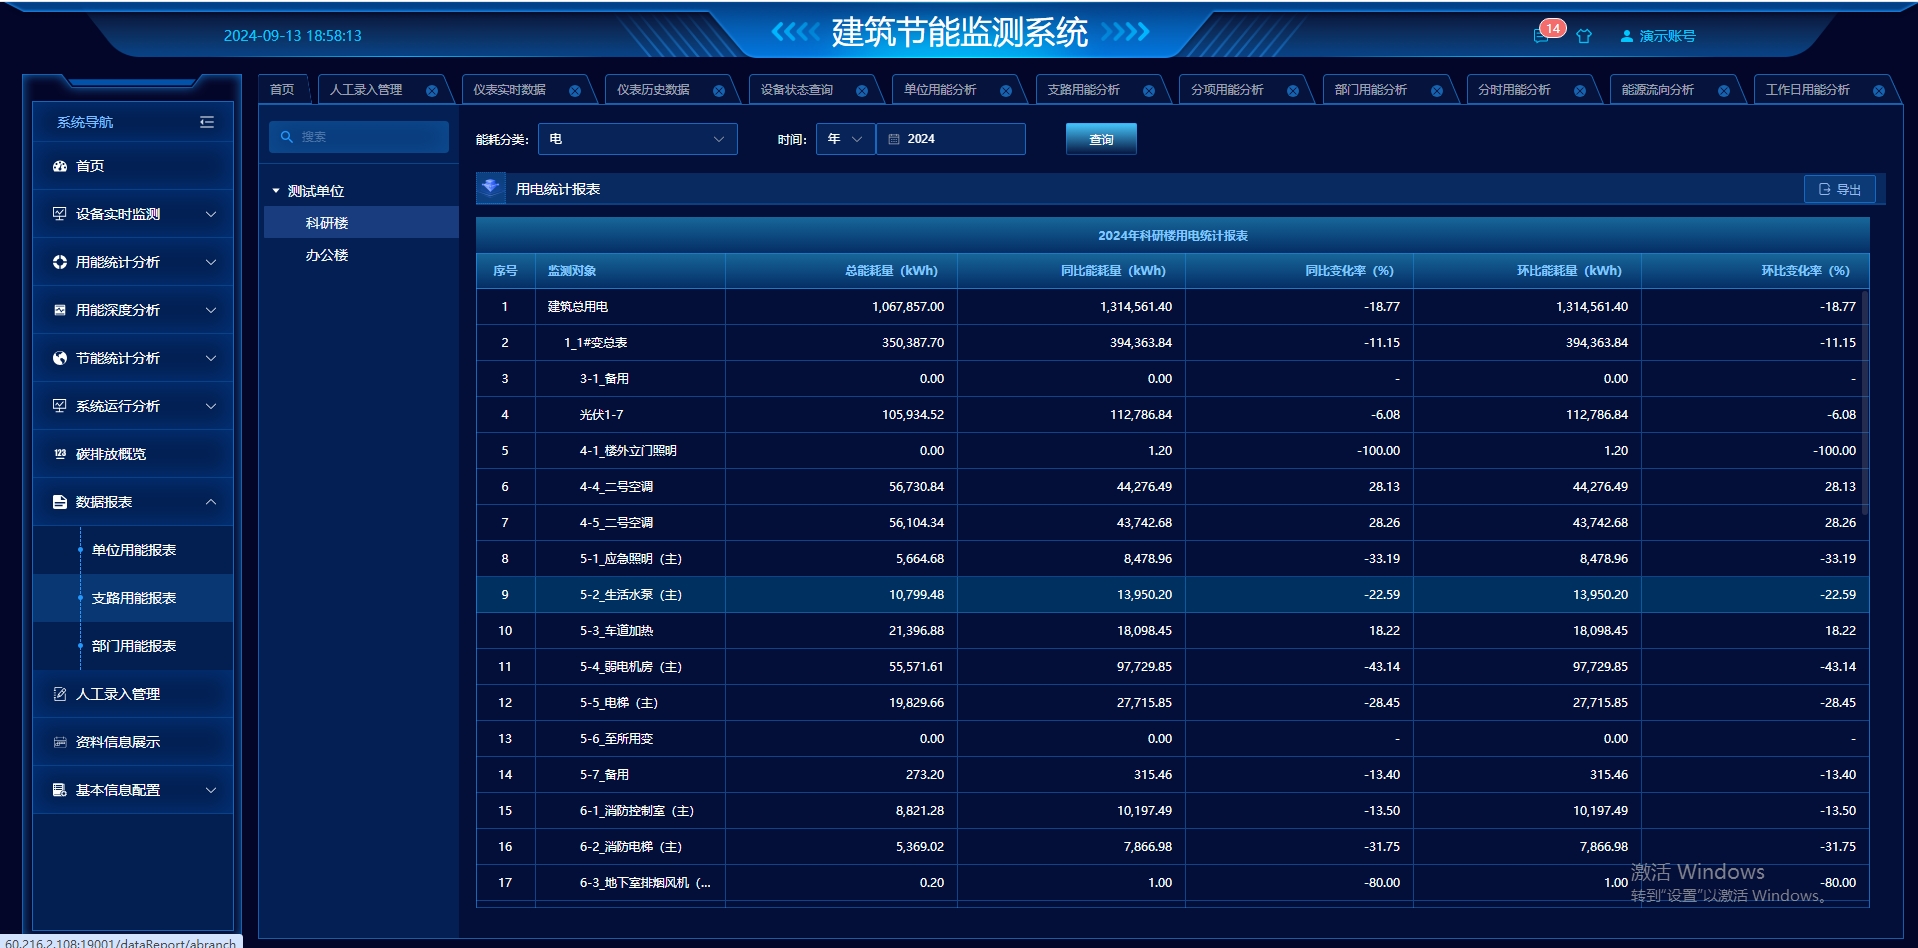 2024-09-13 18:58:13
建筑节能监测系统
14
演示账号
首页 人工录入管理 仪表实时数据 仪表历史数据 设备状态查询 单位用能分析 支路用能分析 分项用能分析 部门用能分析 分时用能分析 能源流向分析 工作日用能分析
系统导航
首页
设备实时监测
用能统计分析
用能深度分析
节能统计分析
系统运行分析
123 碳排放概览
数据报表
单位用能报表
支路用能报表
部门用能报表
人工录入管理
资料信息展示
基本信息配置
搜索
测试单位
科研楼
办公楼
能耗分类: 电 时间: 年 2024 查询
用电统计报表 导出
2024年科研楼用电统计报表
序号 监测对象 总能耗量（kWh） 同比能耗量（kWh） 同比变化率（%） 环比能耗量（kWh） 环比变化率（%）
1 建筑总用电 1,067,857.00 1,314,561.40 -18.77 1,314,561.40 -18.77
2 1_1#变总表 350,387.70 394,363.84 -11.15 394,363.84 -11.15
3 3-1_备用 0.00 0.00 - 0.00 -
4 光伏1-7 105,934.52 112,786.84 -6.08 112,786.84 -6.08
5 4-1_楼外立门照明 0.00 1.20 -100.00 1.20 -100.00
6 4-4_二号空调 56,730.84 44,276.49 28.13 44,276.49 28.13
7 4-5_二号空调 56,104.34 43,742.68 28.26 43,742.68 28.26
8 5-1_应急照明（主） 5,664.68 8,478.96 -33.19 8,478.96 -33.19
9 5-2_生活水泵（主） 10,799.48 13,950.20 -22.59 13,950.20 -22.59
10 5-3_车道加热 21,396.88 18,098.45 18.22 18,098.45 18.22
11 5-4_弱电机房（主） 55,571.61 97,729.85 -43.14 97,729.85 -43.14
12 5-5_电梯（主） 19,829.66 27,715.85 -28.45 27,715.85 -28.45
13 5-6_至所用变 0.00 0.00 - 0.00 -
14 5-7_备用 273.20 315.46 -13.40 315.46 -13.40
15 6-1_消防控制室（主） 8,821.28 10,197.49 -13.50 10,197.49 -13.50
16 6-2_消防电梯（主） 5,369.02 7,866.98 -31.75 7,866.98 -31.75
17 6-3_地下室排烟风机（... 0.20 1.00 -80.00 1.00 -80.00
激活 Windows
转到"设置"以激活 Windows。
60.216.2.108:19001/dataReport/abranch